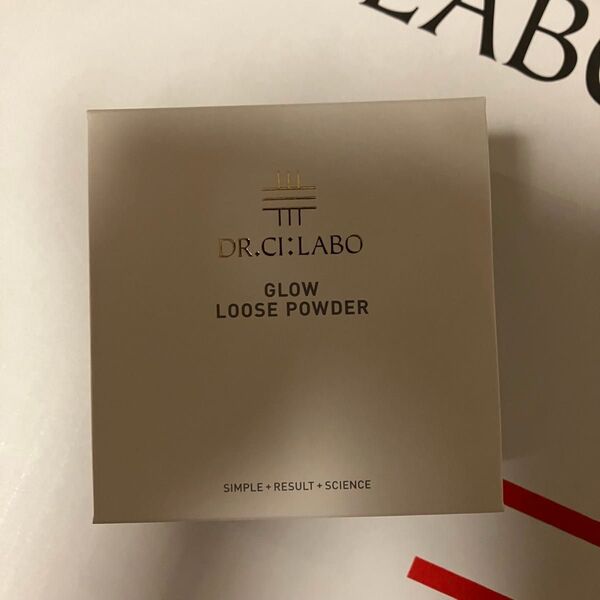 LABO
DR.CI:LABO
GLOW
LOOSE POWDER
SIMPLE+RESULT+SCIENCE